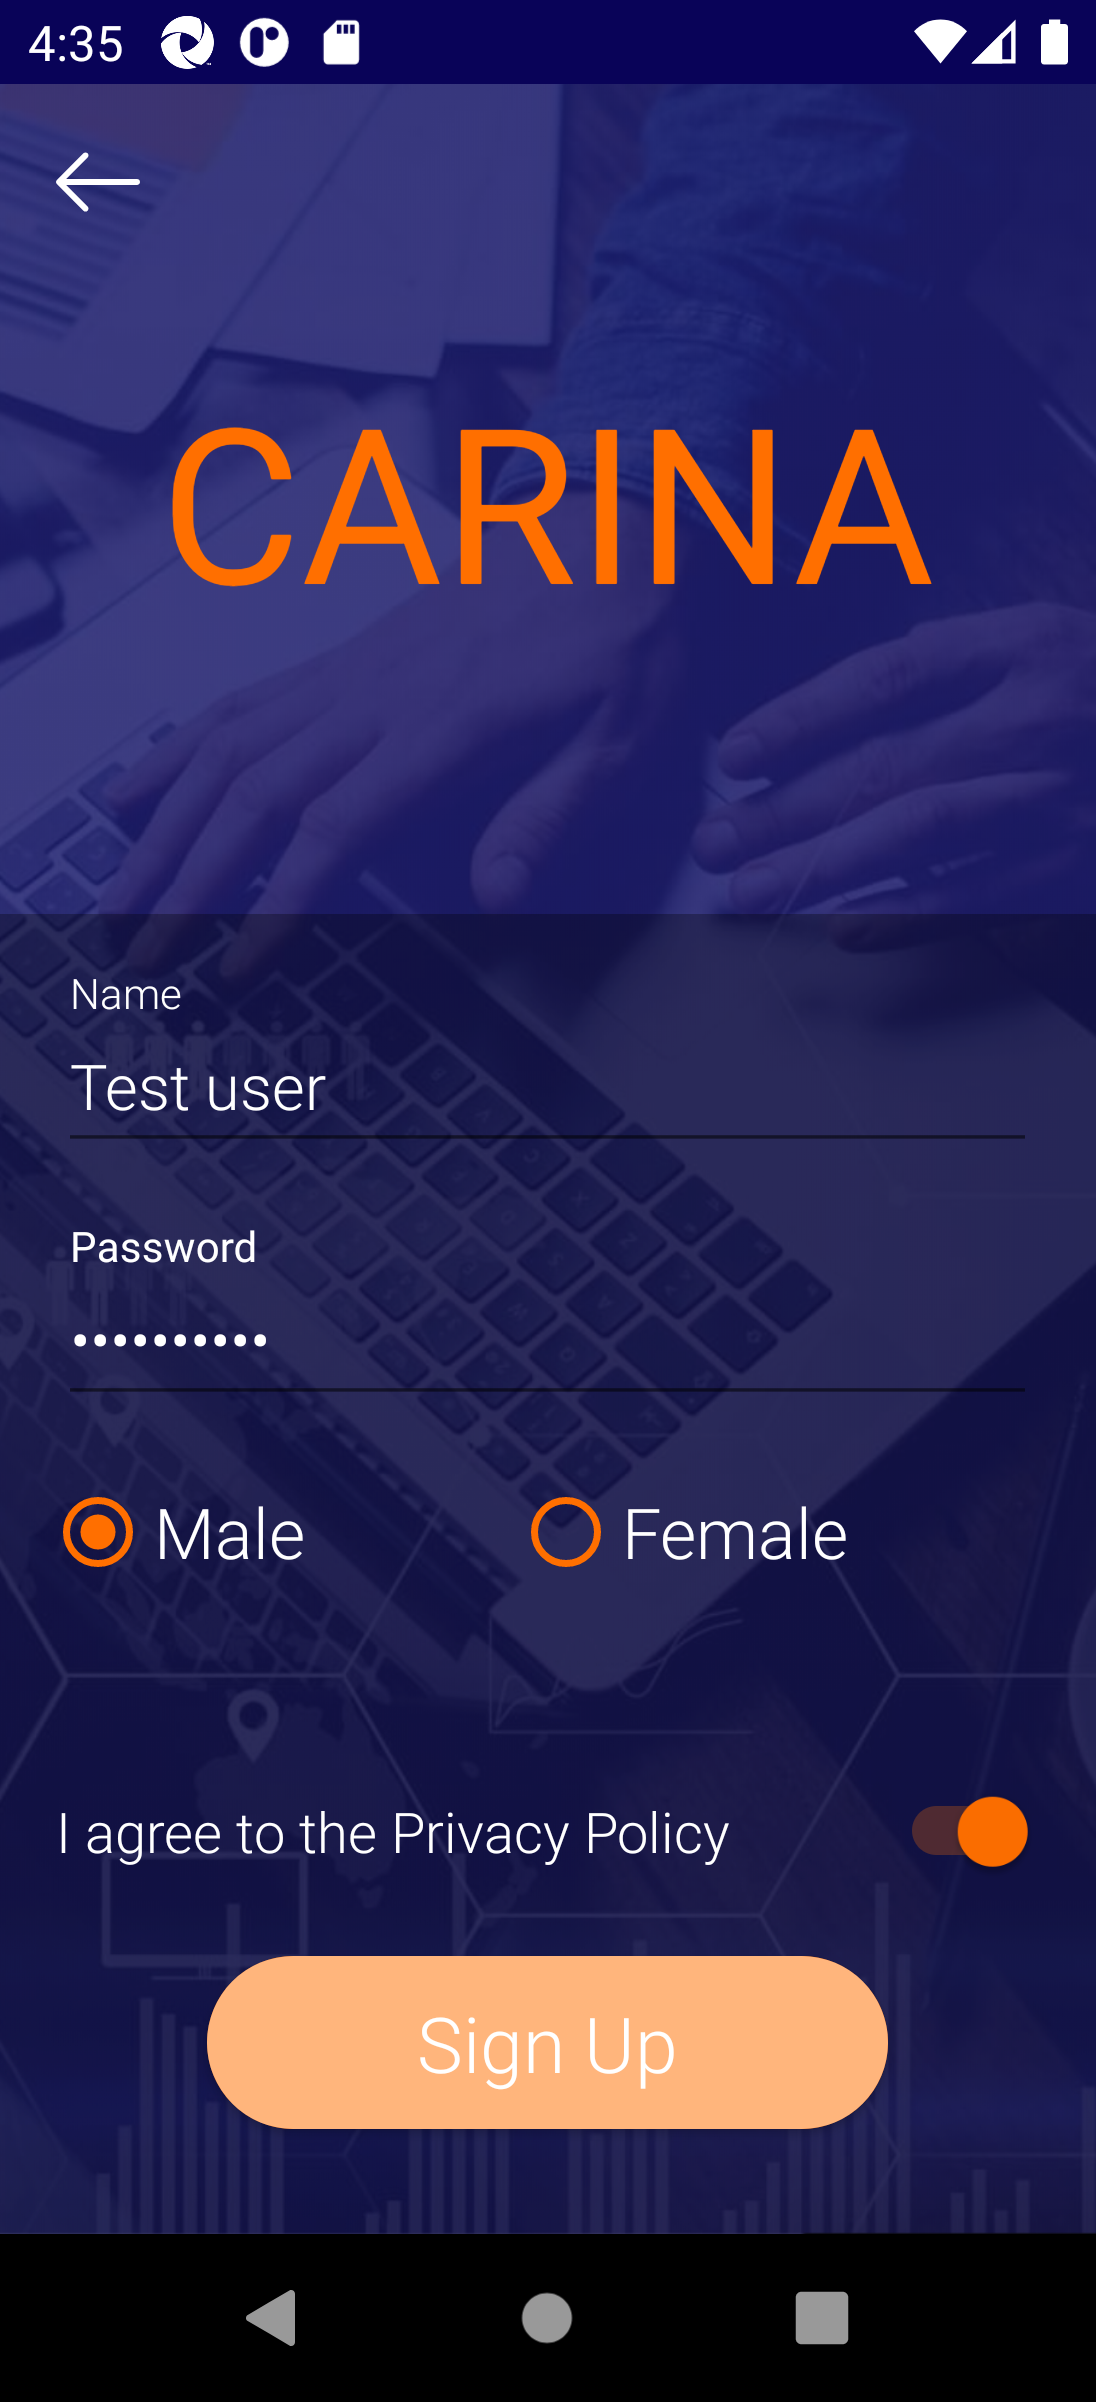 4:35
CARINA
Name
Test user
Password
••••••••••
Male
Female
I agree to the Privacy Policy
Sign Up